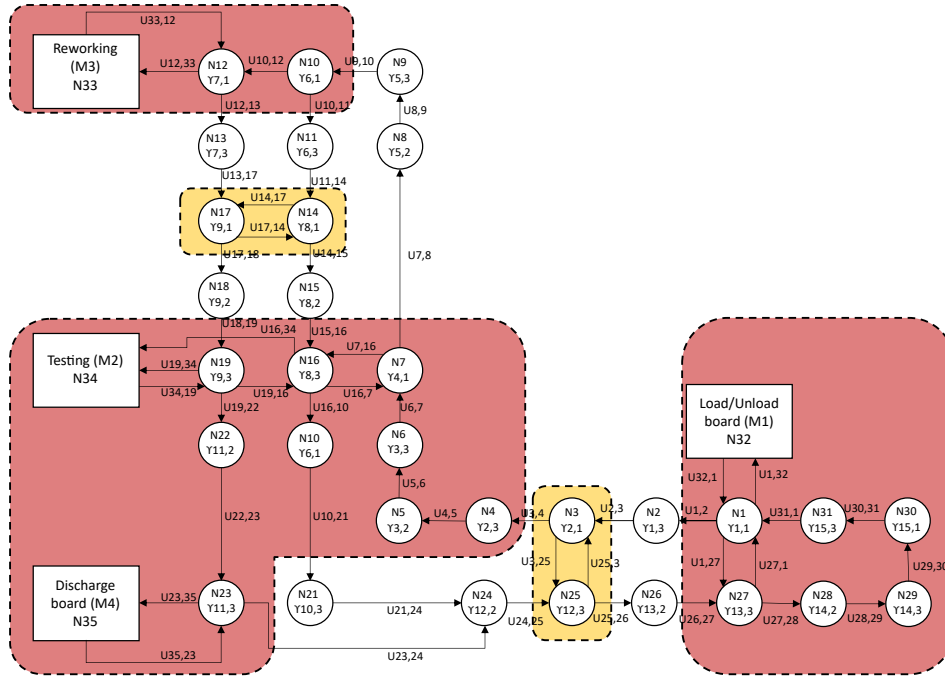 U33,12
Reworking
(M3)
N33
U12,33
N12
Y7,1
U10,12
N10
Y6,1
U9,10
N9
Y5,3
U12,13
U10,11
U8,9
N13
Y7,3
N11
Y6,3
N8
Y5,2
U13,17
U11,14
N17
Y9,1
U14,17
U17,14
N14
Y8,1
U17,18
U14,15
U7,8
N18
Y9,2
N15
Y8,2
U18,19
U16,34
U15,16
U7,16
Testing (M2)
N34
U19,34
U34,19
N19
Y9,3
U19,16
N16
Y8,3
U16,7
N7
Y4,1
U19,22
U16,10
U6,7
N22
Y11,2
N10
Y6,1
N6
Y3,3
Load/Unload
board (M1)
N32
U5,6
U32,1
U1,32
U22,23
U10,21
N5
Y3,2
U4,5
N4
Y2,3
U3,4
N3
Y2,1
U2,3
N2
Y1,3
U1,2
N1
Y1,1
U31,1
N31
Y15,3
U30,31
N30
Y15,1
U3,25
U25,3
U1,27
U27,1
U29,30
Discharge
board (M4)
N35
U23,35
U35,23
N23
Y11,3
N21
Y10,3
U21,24
N24
Y12,2
U24,25
N25
Y12,3
U25,26
N26
Y13,2
U26,27
N27
Y13,3
U27,28
N28
Y14,2
U28,29
N29
Y14,3
U23,24